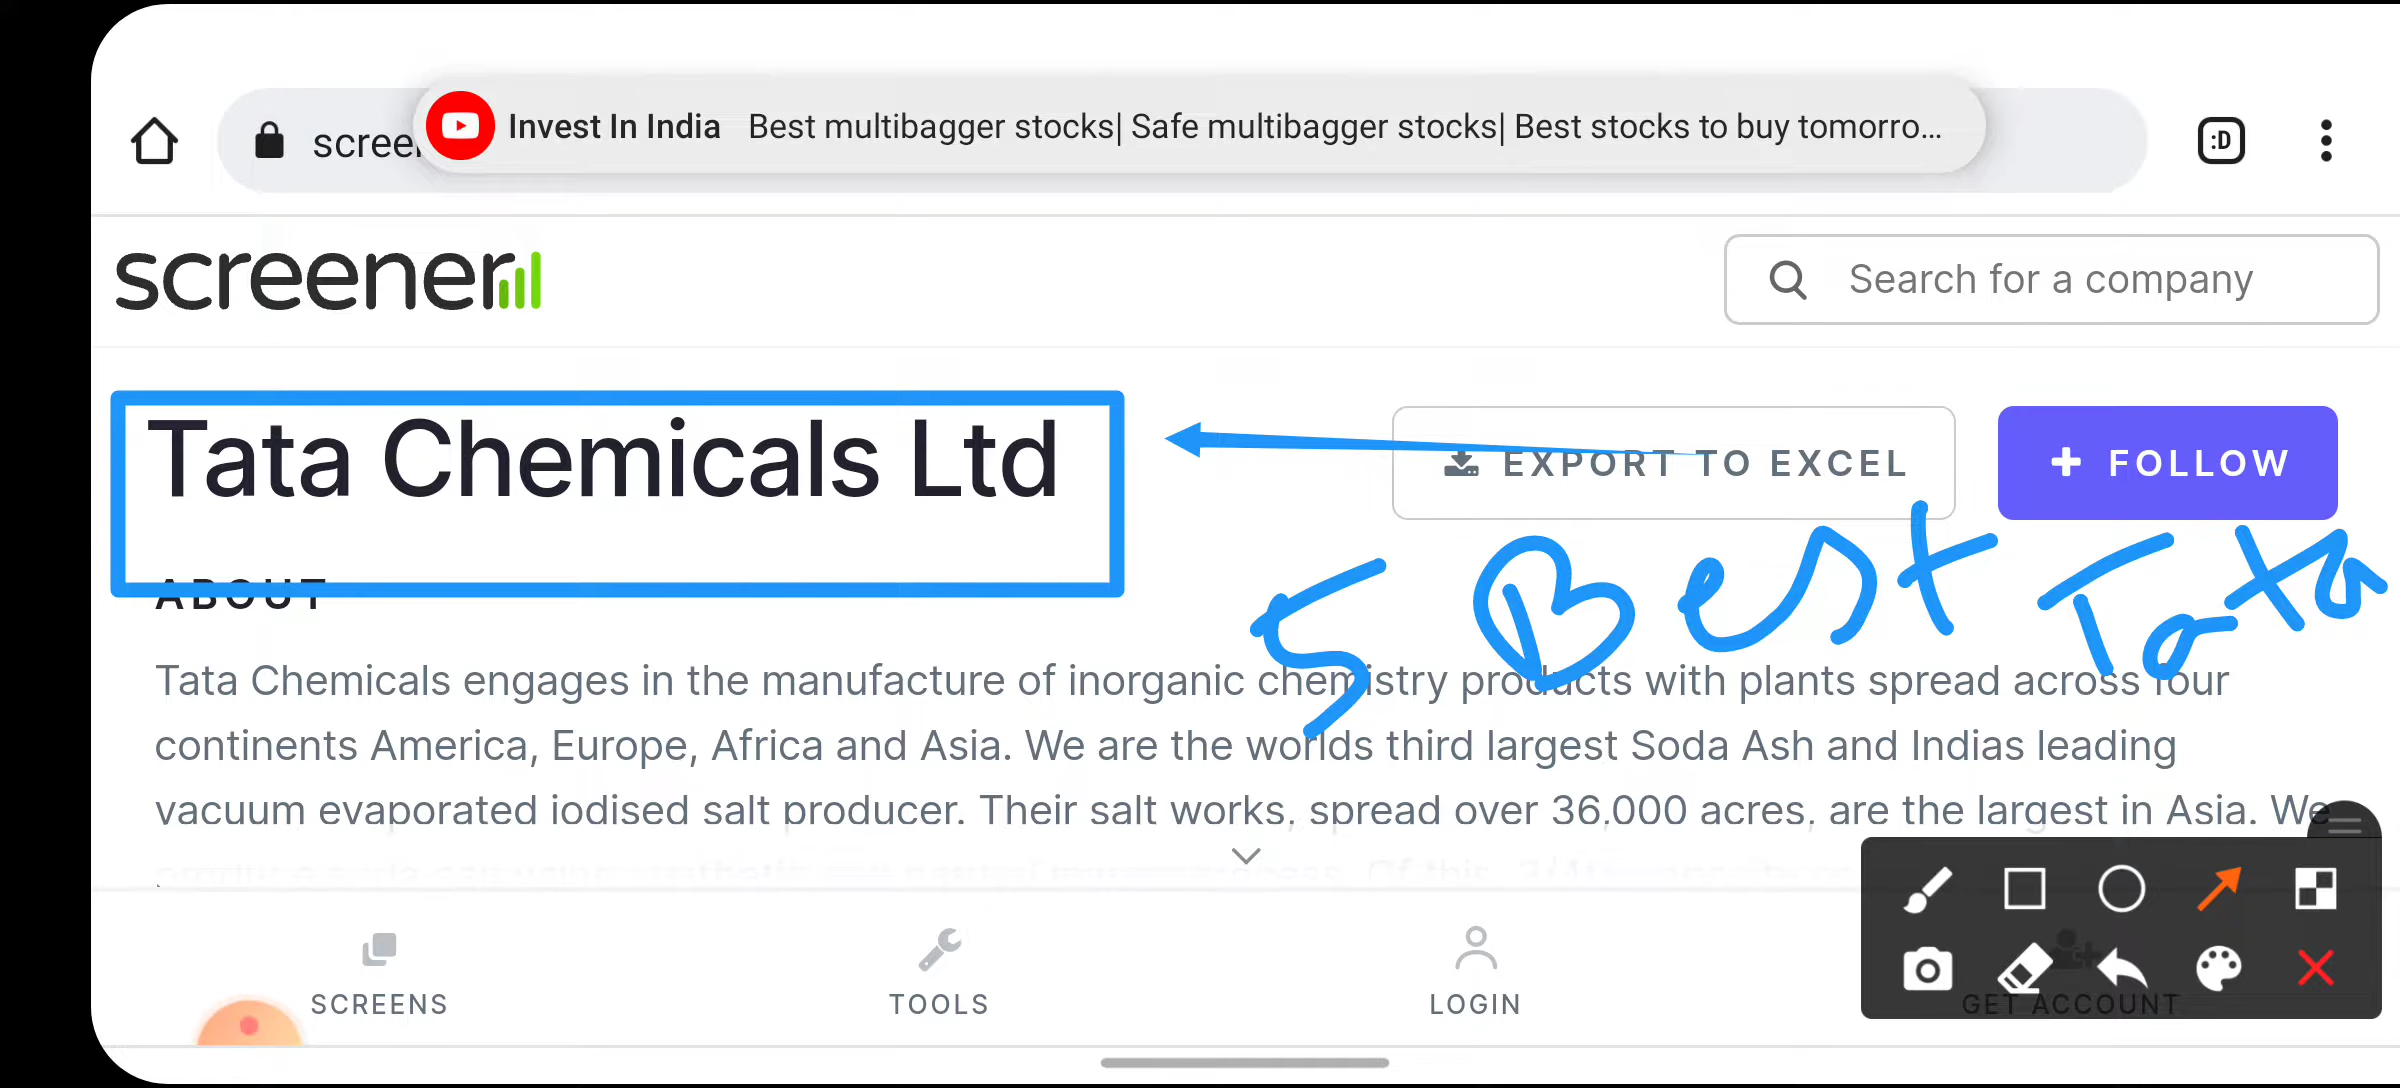 Invest In India Best multibagger stocks| Safe multibagger stocks| Best stocks to buy tomorro...
:D
screener
Search for a company
Tata Chemicals Ltd
EXPORT TO EXCEL
+ FOLLOW
5 Best Tata
ABOUT
Tata Chemicals engages in the manufacture of inorganic chemistry products with plants spread across four
continents America, Europe, Africa and Asia. We are the worlds third largest Soda Ash and Indias leading
vacuum evaporated iodised salt producer. Their salt works, spread over 36,000 acres, are the largest in Asia. We
SCREENS
TOOLS
LOGIN
GET ACCOUNT